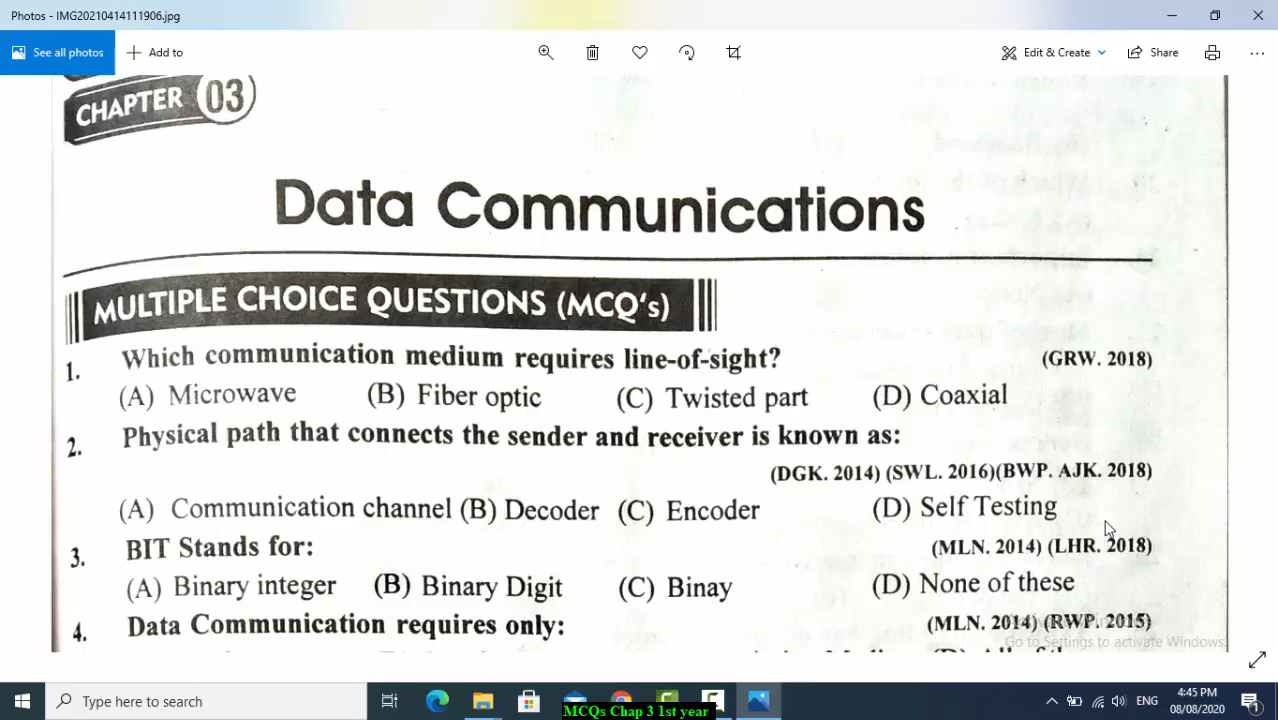 Photos - IMG20210414111906.jpg
See all photos
Add to
Edit & Create
Share
CHAPTER 03
Data Communications
MULTIPLE CHOICE QUESTIONS (MCQ's)
1. Which communication medium requires line-of-sight? (GRW. 2018)
(A) Microwave (B) Fiber optic (C) Twisted part (D) Coaxial
2. Physical path that connects the sender and receiver is known as:
(DGK. 2014) (SWL. 2016)(BWP. AJK. 2018)
(A) Communication channel (B) Decoder (C) Encoder (D) Self Testing
3. BIT Stands for: (MLN. 2014) (LHR. 2018)
(A) Binary integer (B) Binary Digit (C) Binay (D) None of these
4. Data Communication requires only: (MLN. 2014) (RWP. 2015)
Go to Settings to activate Windows.
Type here to search
MCQs Chap 3 1st year
ENG
4:45 PM
08/08/2020